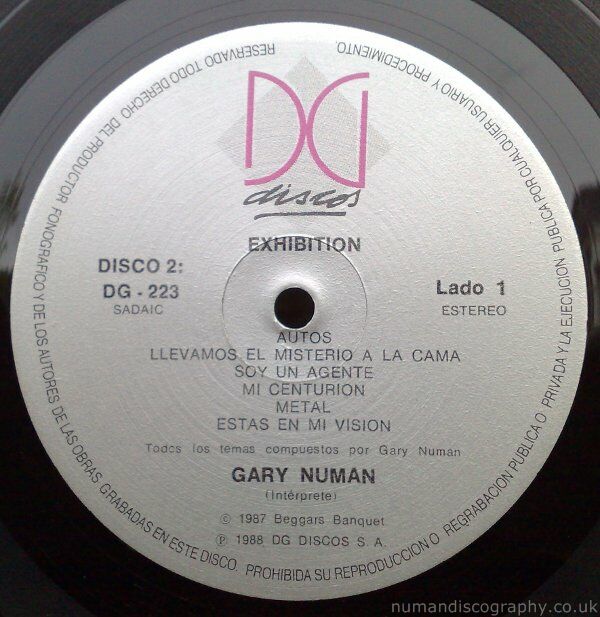 RESERVADO TODO DERECHO DEL PRODUCTOR FONOGRAFICO Y DE LOS AUTORES DE LAS OBRAS GRABADAS EN ESTE DISCO. PROHIBIDA SU REPRODUCCION O REGRABACION PUBLICA O PRIVADA Y LA EJECUCION PUBLICA POR CUALQUIER USUARIO Y PROCEDIMIENTO.
DG
discos
EXHIBITION
DISCO 2:
DG - 223
SADAIC
Lado 1
ESTEREO
AUTOS
LLEVAMOS EL MISTERIO A LA CAMA
SOY UN AGENTE
MI CENTURION
METAL
ESTAS EN MI VISION
Todos los temas compuestos por Gary Numan
GARY NUMAN
(Intérprete)
© 1987 Beggars Banquet
℗ 1988 DG DISCOS S.A.
numandiscography.co.uk